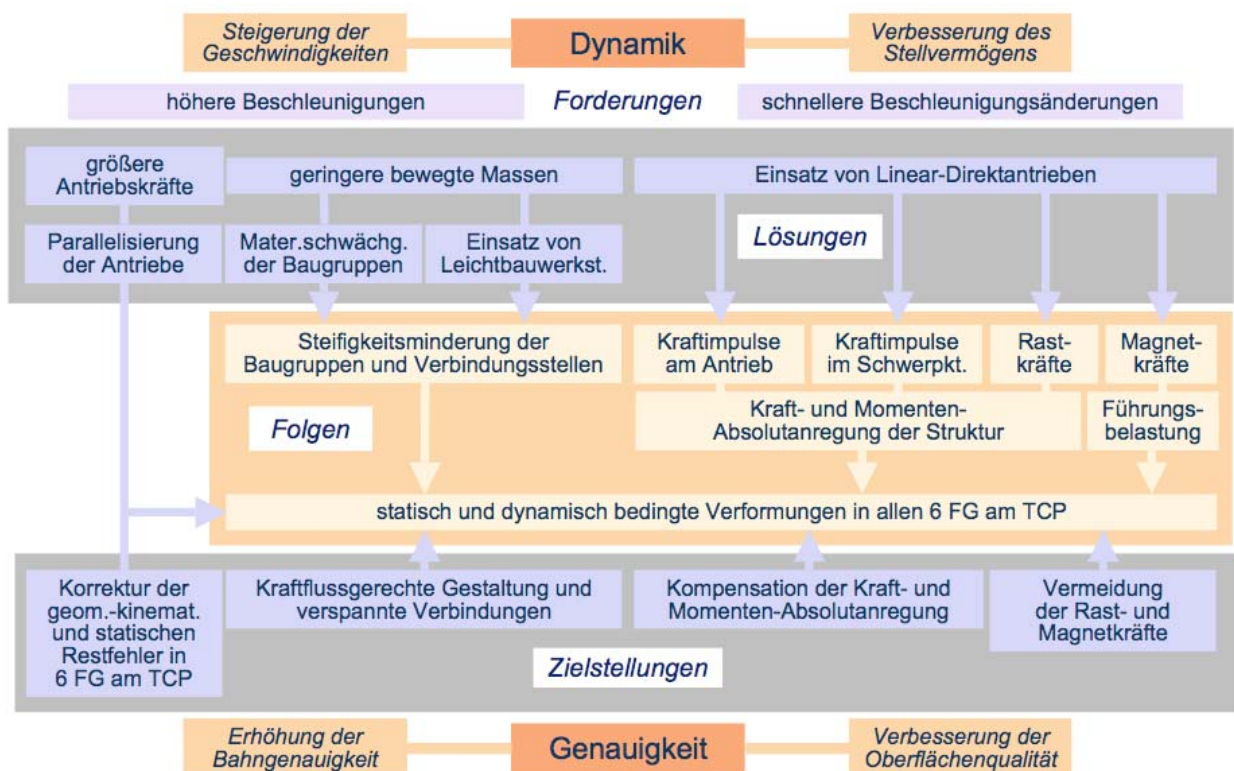 Steigerung der
Geschwindigkeiten
Dynamik
Verbesserung des
Stellvermögens
höhere Beschleunigungen
Forderungen
schnellere Beschleunigungsänderungen
größere
Antriebskräfte
geringere bewegte Massen
Einsatz von Linear-Direktantrieben
Parallelisierung
der Antriebe
Mater.schwächg.
der Baugruppen
Einsatz von
Leichtbauwerkst.
Lösungen
Steifigkeitsminderung der
Baugruppen und Verbindungsstellen
Kraftimpulse
am Antrieb
Kraftimpulse
im Schwerpkt.
Rast-
kräfte
Magnet-
kräfte
Folgen
Kraft- und Momenten-
Absolutanregung der Struktur
Führungs-
belastung
statisch und dynamisch bedingte Verformungen in allen 6 FG am TCP
Korrektur der
geom.-kinemat.
und statischen
Restfehler in
6 FG am TCP
Kraftflussgerechte Gestaltung und
verspannte Verbindungen
Kompensation der Kraft- und
Momenten-Absolutanregung
Vermeidung
der Rast- und
Magnetkräfte
Zielstellungen
Erhöhung der
Bahngenauigkeit
Genauigkeit
Verbesserung der
Oberflächenqualität